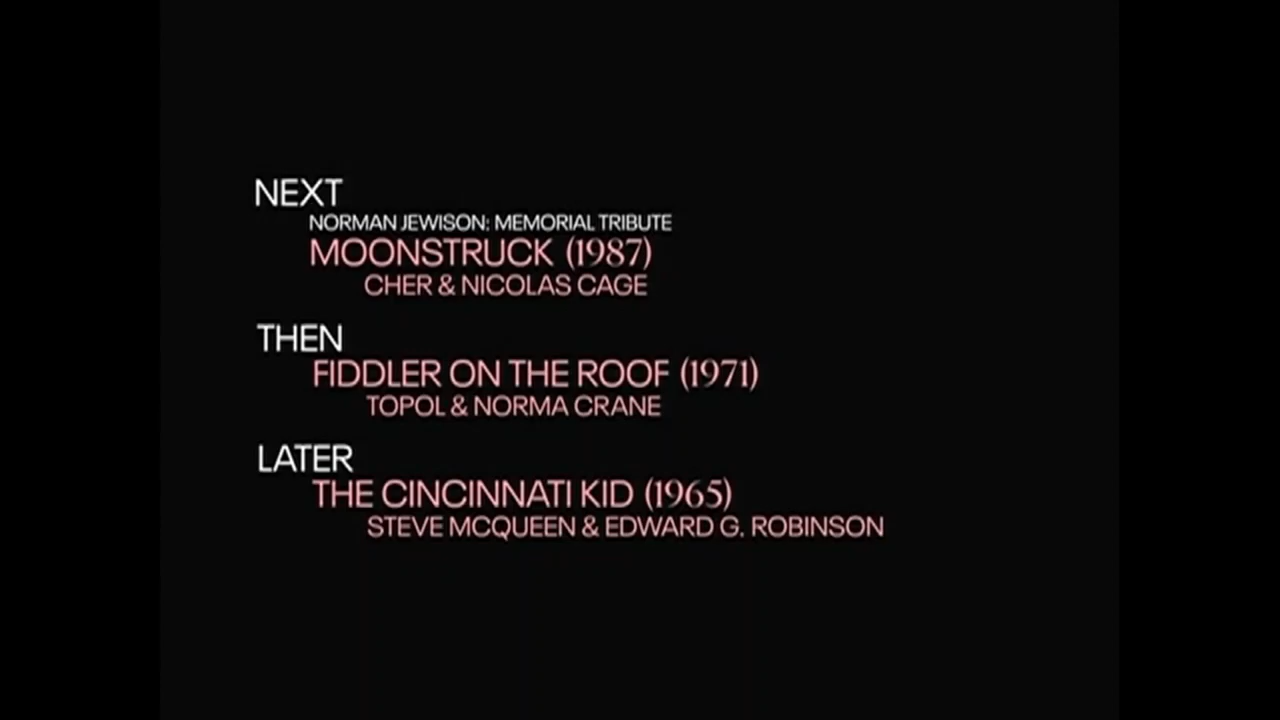 NEXT
NORMAN JEWISON: MEMORIAL TRIBUTE
MOONSTRUCK (1987)
CHER & NICOLAS CAGE
THEN
FIDDLER ON THE ROOF (1971)
TOPOL & NORMA CRANE
LATER
THE CINCINNATI KID (1965)
STEVE MCQUEEN & EDWARD G. ROBINSON